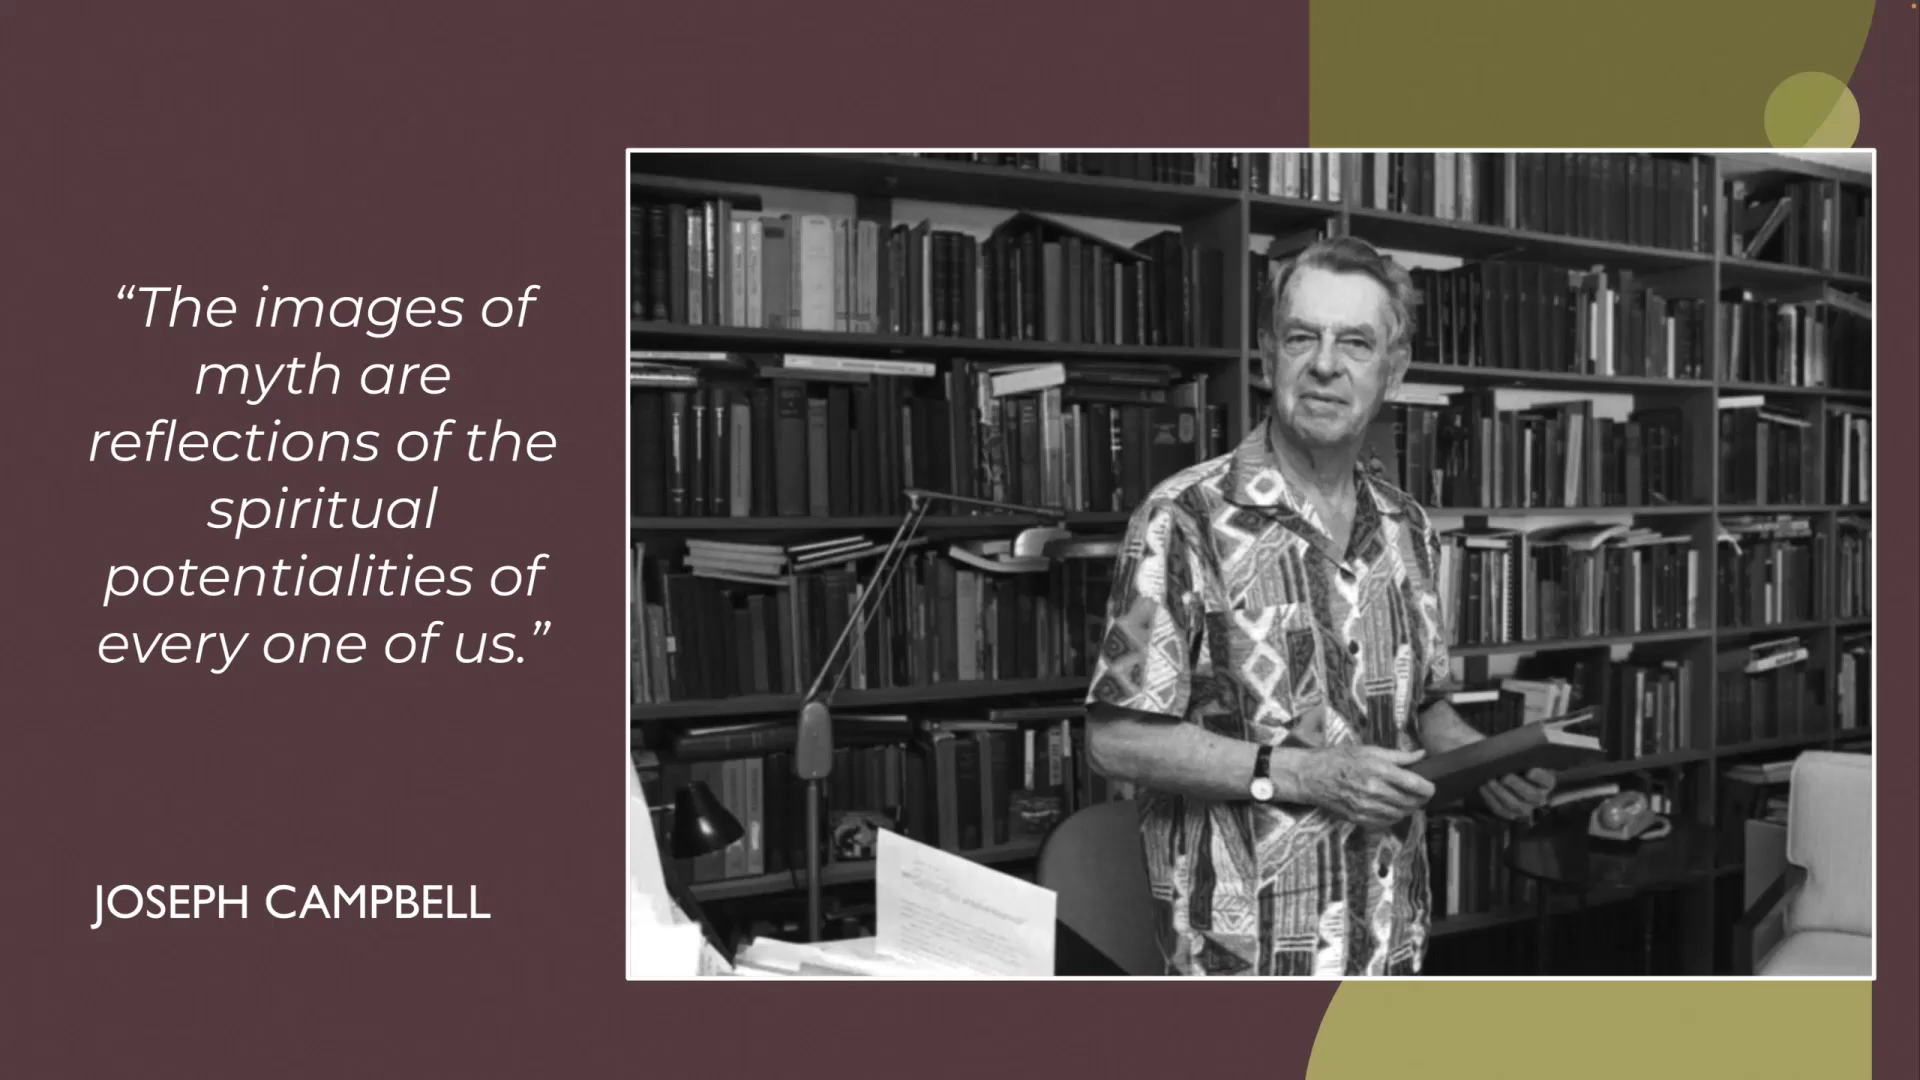 “The images of
myth are
reflections of the
spiritual
potentialities of
every one of us.”
JOSEPH CAMPBELL